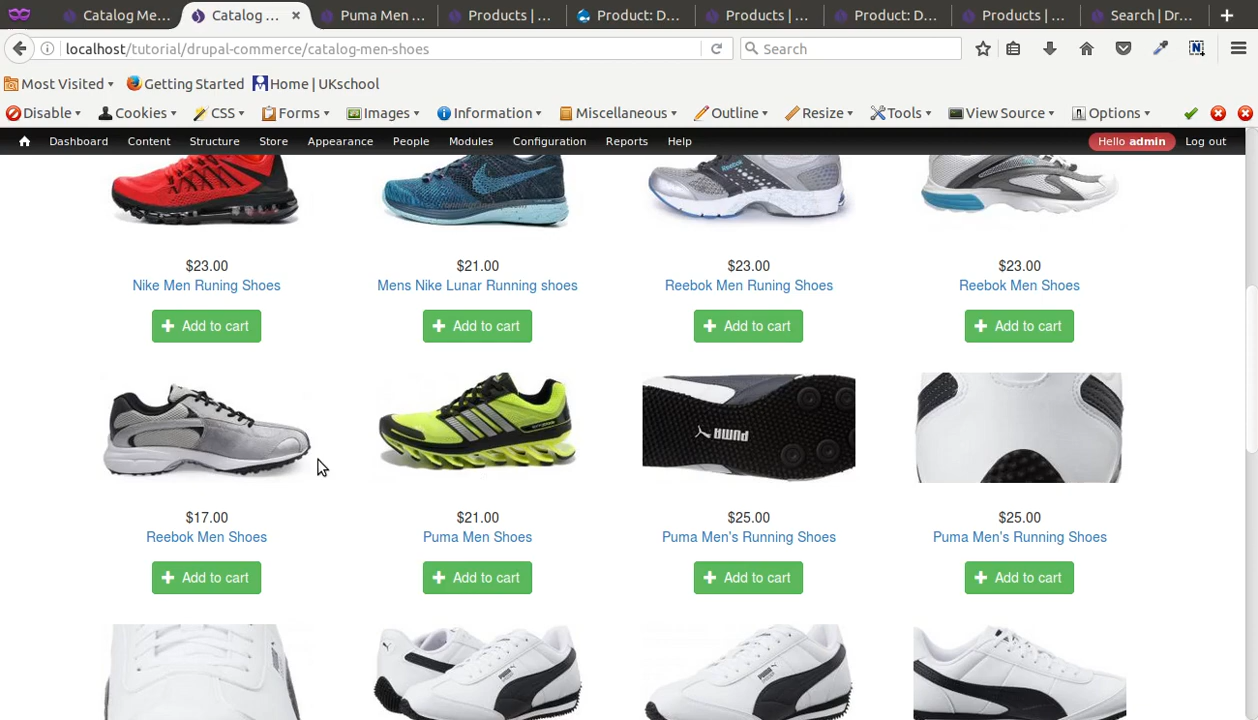 Catalog Me...
Catalog ...
Puma Men ...
Products | ...
Product: D...
Products | ...
Product: D...
Products | ...
Search | Dr...
localhost/tutorial/drupal-commerce/catalog-men-shoes
Search
Most Visited
Getting Started
Home | UKschool
Disable
Cookies
CSS
Forms
Images
Information
Miscellaneous
Outline
Resize
Tools
View Source
Options
Dashboard
Content
Structure
Store
Appearance
People
Modules
Configuration
Reports
Help
Hello admin
Log out
Reebok
$23.00
$21.00
$23.00
$23.00
Nike Men Runing Shoes
Mens Nike Lunar Running shoes
Reebok Men Runing Shoes
Reebok Men Shoes
Add to cart
Add to cart
Add to cart
Add to cart
PUMA
$17.00
$21.00
$25.00
$25.00
Reebok Men Shoes
Puma Men Shoes
Puma Men's Running Shoes
Puma Men's Running Shoes
Add to cart
Add to cart
Add to cart
Add to cart